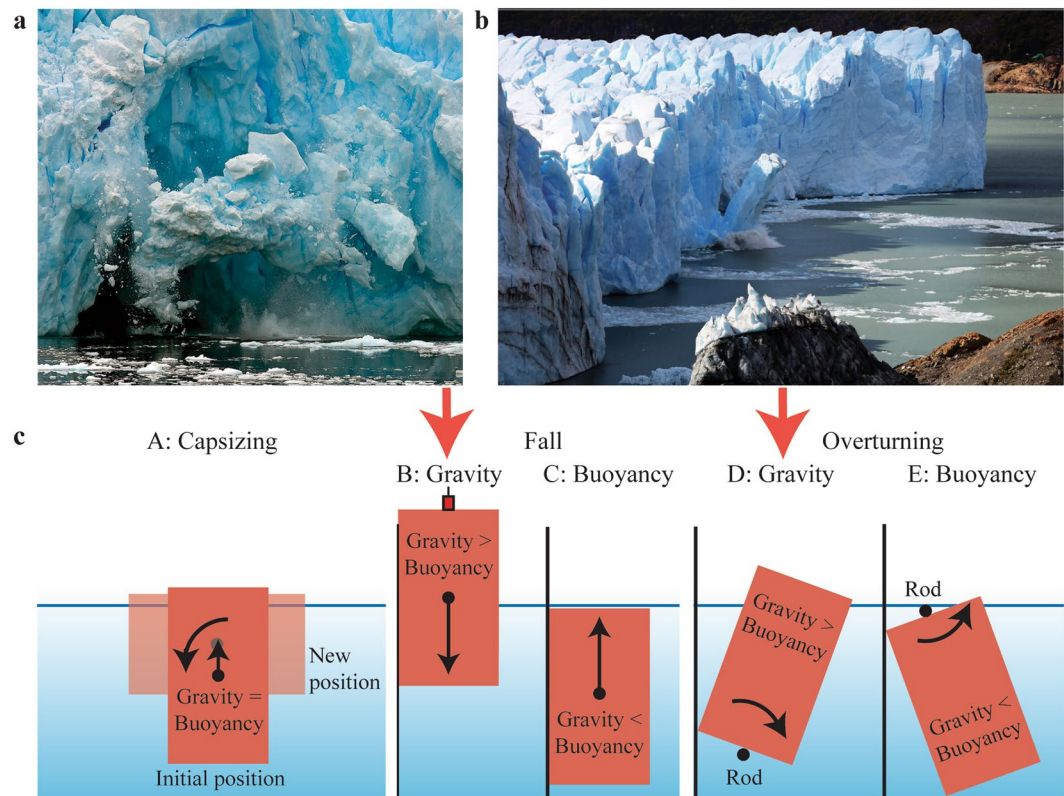 a
b
c
A: Capsizing
Fall
Overturning
B: Gravity
C: Buoyancy
D: Gravity
E: Buoyancy
Gravity >
Buoyancy
Gravity >
Buoyancy
Rod
New
position
Gravity =
Buoyancy
Gravity <
Buoyancy
Gravity <
Buoyancy
Initial position
Rod